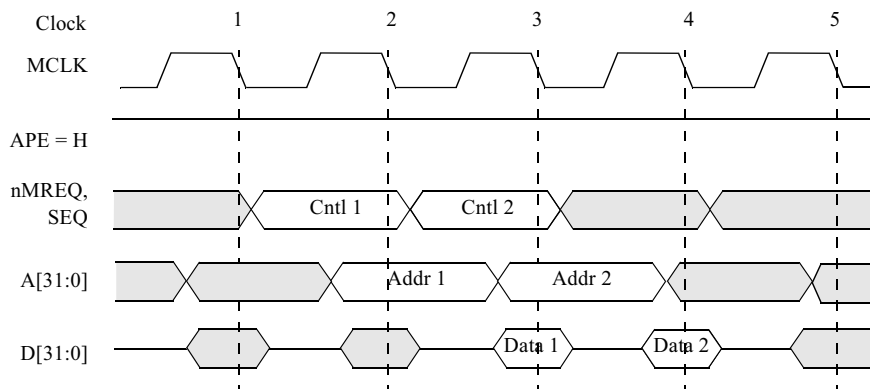 Clock 1 2 3 4 5
MCLK
APE = H
nMREQ,
SEQ Cntl 1 Cntl 2
A[31:0] Addr 1 Addr 2
D[31:0] Data 1 Data 2